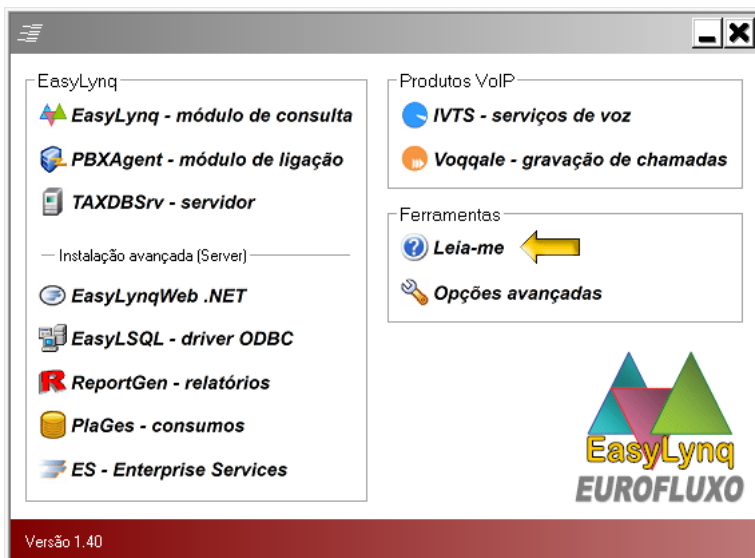 EasyLynq
EasyLynq - módulo de consulta
PBXAgent - módulo de ligação
TAXDBSrv - servidor
Instalação avançada (Server)
EasyLynqWeb .NET
EasyLSQL - driver ODBC
ReportGen - relatórios
PlaGes - consumos
ES - Enterprise Services
Produtos VoIP
IVTS - serviços de voz
Voqqale - gravação de chamadas
Ferramentas
Leia-me
Opções avançadas
EasyLynq
EUROFLUXO
Versão 1.40